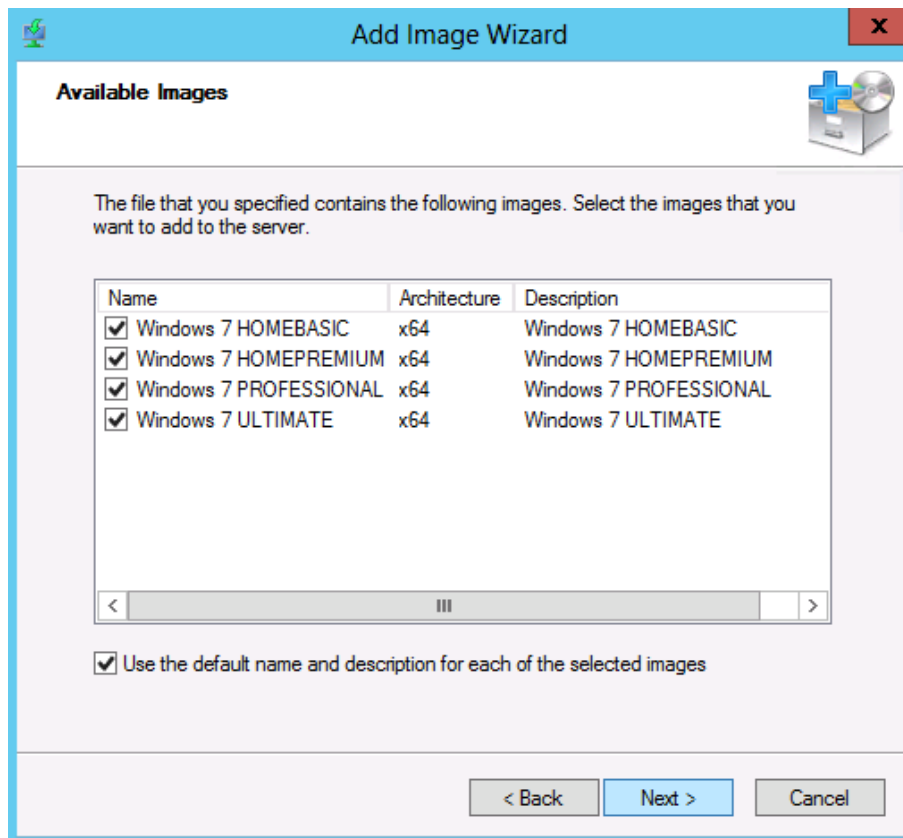 Add Image Wizard
x
Available Images
The file that you specified contains the following images. Select the images that you
want to add to the server.
Name Architecture Description
Windows 7 HOMEBASIC x64 Windows 7 HOMEBASIC
Windows 7 HOMEPREMIUM x64 Windows 7 HOMEPREMIUM
Windows 7 PROFESSIONAL x64 Windows 7 PROFESSIONAL
Windows 7 ULTIMATE x64 Windows 7 ULTIMATE
Use the default name and description for each of the selected images
< Back Next > Cancel